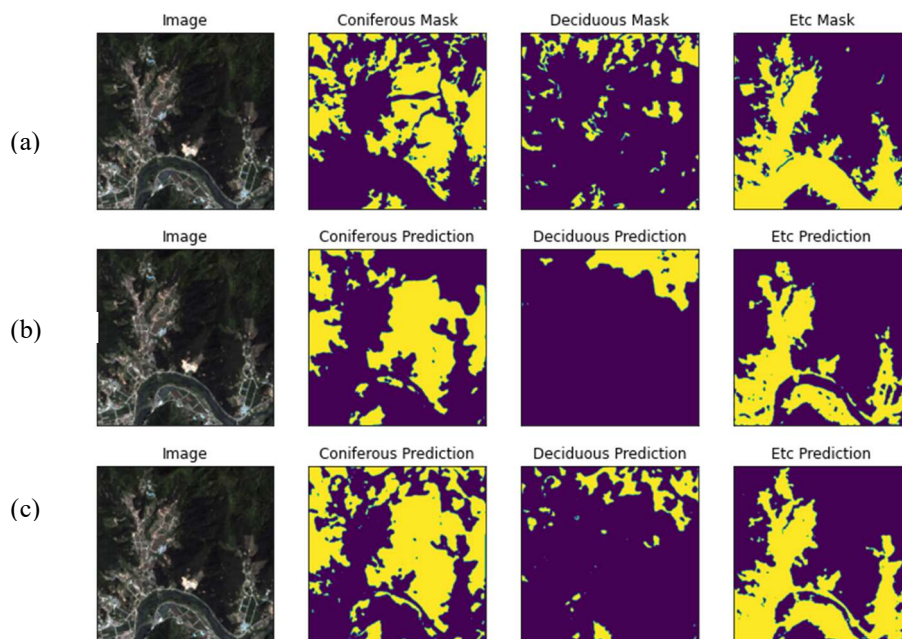 Image Coniferous Mask Deciduous Mask Etc Mask
(a)
Image Coniferous Prediction Deciduous Prediction Etc Prediction
(b)
Image Coniferous Prediction Deciduous Prediction Etc Prediction
(c)